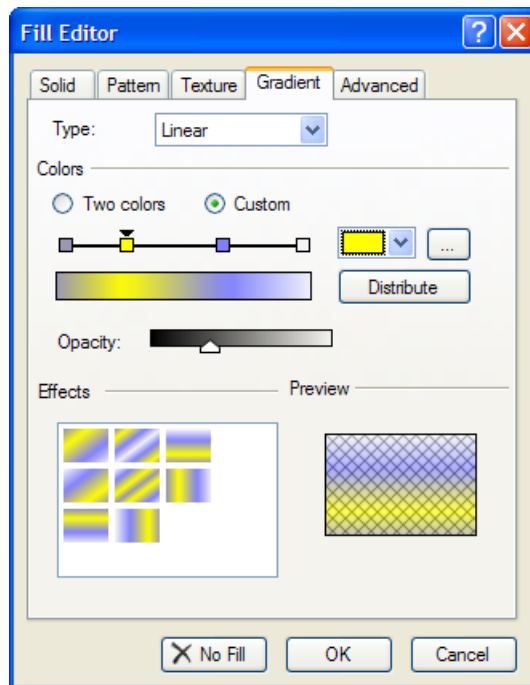 Fill Editor
Solid Pattern Texture Gradient Advanced
Type: Linear
Colors
Two colors Custom
...
Distribute
Opacity:
Effects Preview
No Fill OK Cancel